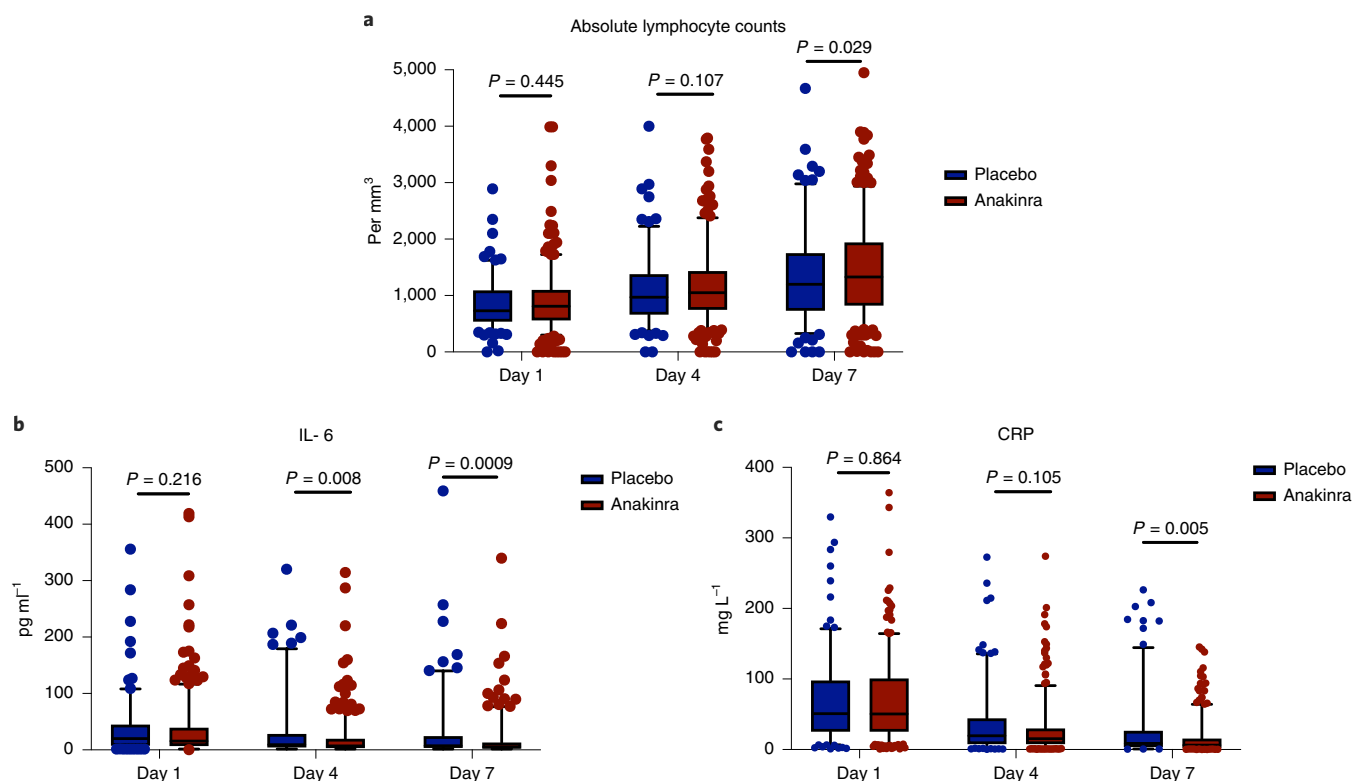 a
Absolute lymphocyte counts
P = 0.445
P = 0.107
P = 0.029
5,000
4,000
3,000
2,000
1,000
0
Per mm³
Day 1
Day 4
Day 7
Placebo
Anakinra
b
IL- 6
P = 0.216
P = 0.008
P = 0.0009
500
400
300
200
100
0
pg ml⁻¹
Day 1
Day 4
Day 7
Placebo
Anakinra
c
CRP
P = 0.864
P = 0.105
P = 0.005
400
300
200
100
0
mg L⁻¹
Day 1
Day 4
Day 7
Placebo
Anakinra